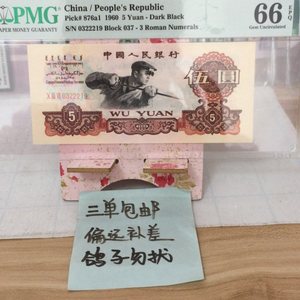 PMG
PAPER MONEY GUARANTY
China / People's Republic
Pick# 876a1 1960 5 Yuan - Dark Black
S/N 0322219 Block 037 - 3 Roman Numerals
66 EPQ
Gem Uncirculated
中国人民银行
伍圆
0322219
5
WU YUAN
5
三单包邮
偏远补差
鸽子勿扰